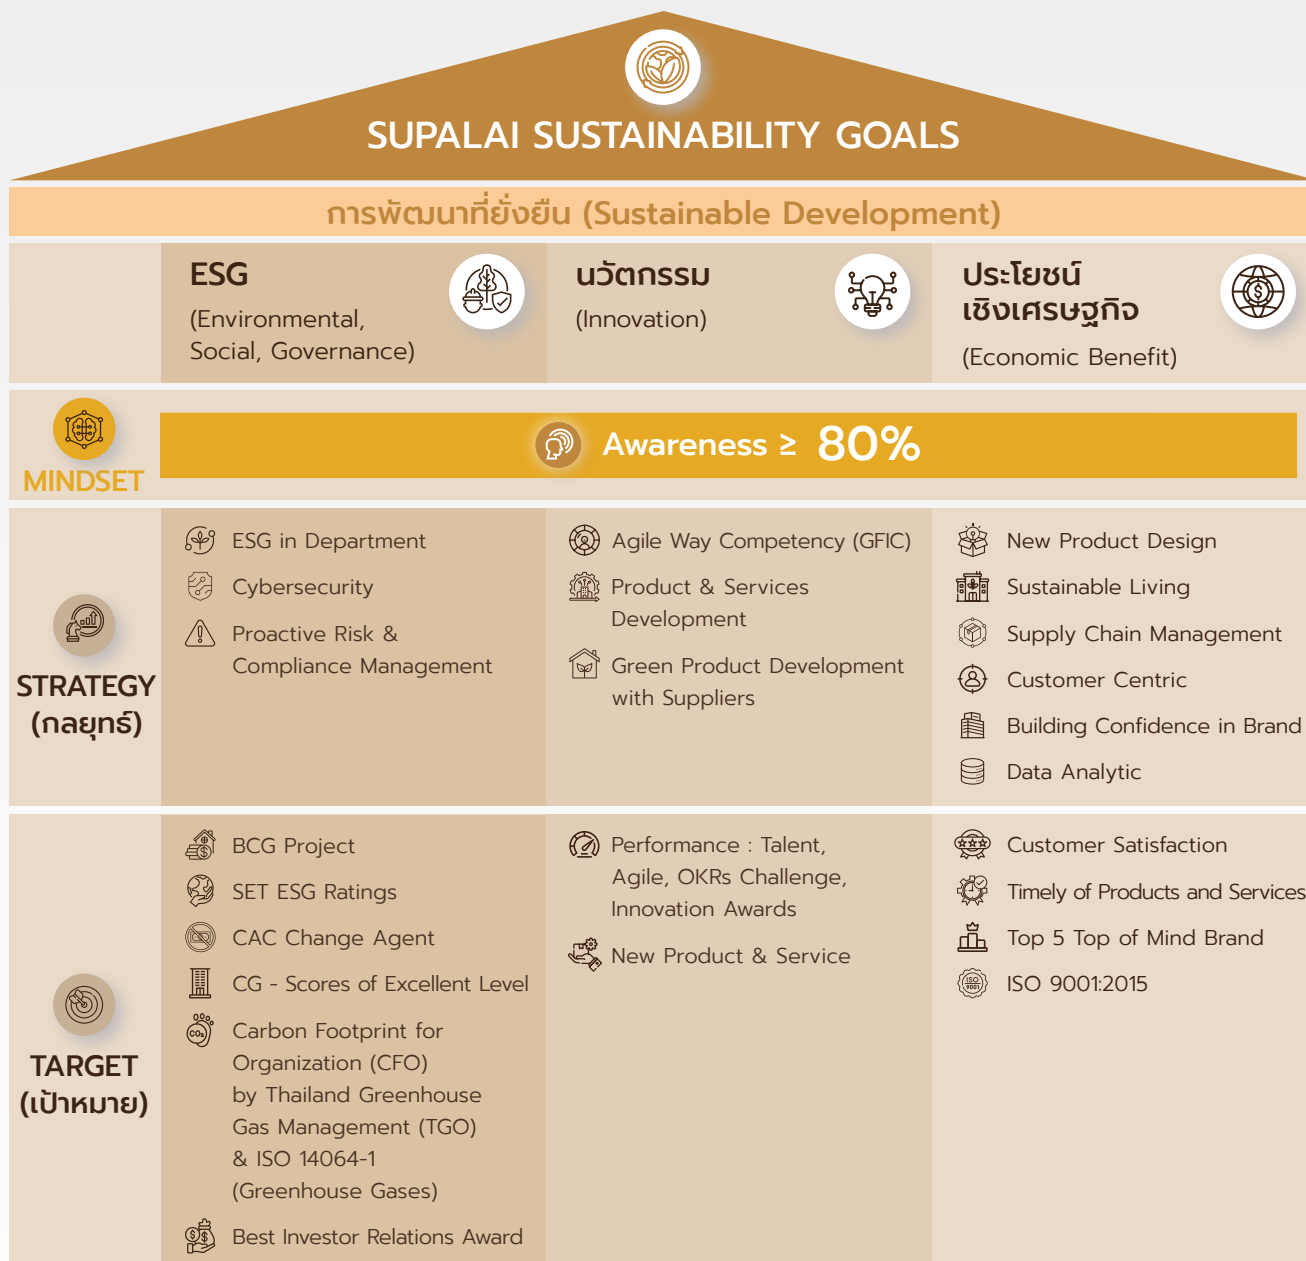 SUPALAI SUSTAINABILITY GOALS
การพัฒนาที่ยั่งยืน (Sustainable Development)
ESG
(Environmental,
Social, Governance)
นวัตกรรม
(Innovation)
ประโยชน์
เชิงเศรษฐกิจ
(Economic Benefit)
MINDSET
Awareness ≥ 80%
STRATEGY
(กลยุทธ์)
ESG in Department
Cybersecurity
Proactive Risk &
Compliance Management
Agile Way Competency (GFIC)
Product & Services
Development
Green Product Development
with Suppliers
New Product Design
Sustainable Living
Supply Chain Management
Customer Centric
Building Confidence in Brand
Data Analytic
TARGET
(เป้าหมาย)
BCG Project
SET ESG Ratings
CAC Change Agent
CG - Scores of Excellent Level
CO₂
Carbon Footprint for
Organization (CFO)
by Thailand Greenhouse
Gas Management (TGO)
& ISO 14064-1
(Greenhouse Gases)
Best Investor Relations Award
Performance : Talent,
Agile, OKRs Challenge,
Innovation Awards
New Product & Service
Customer Satisfaction
Timely of Products and Services
Top 5 Top of Mind Brand
ISO
9001
ISO 9001:2015